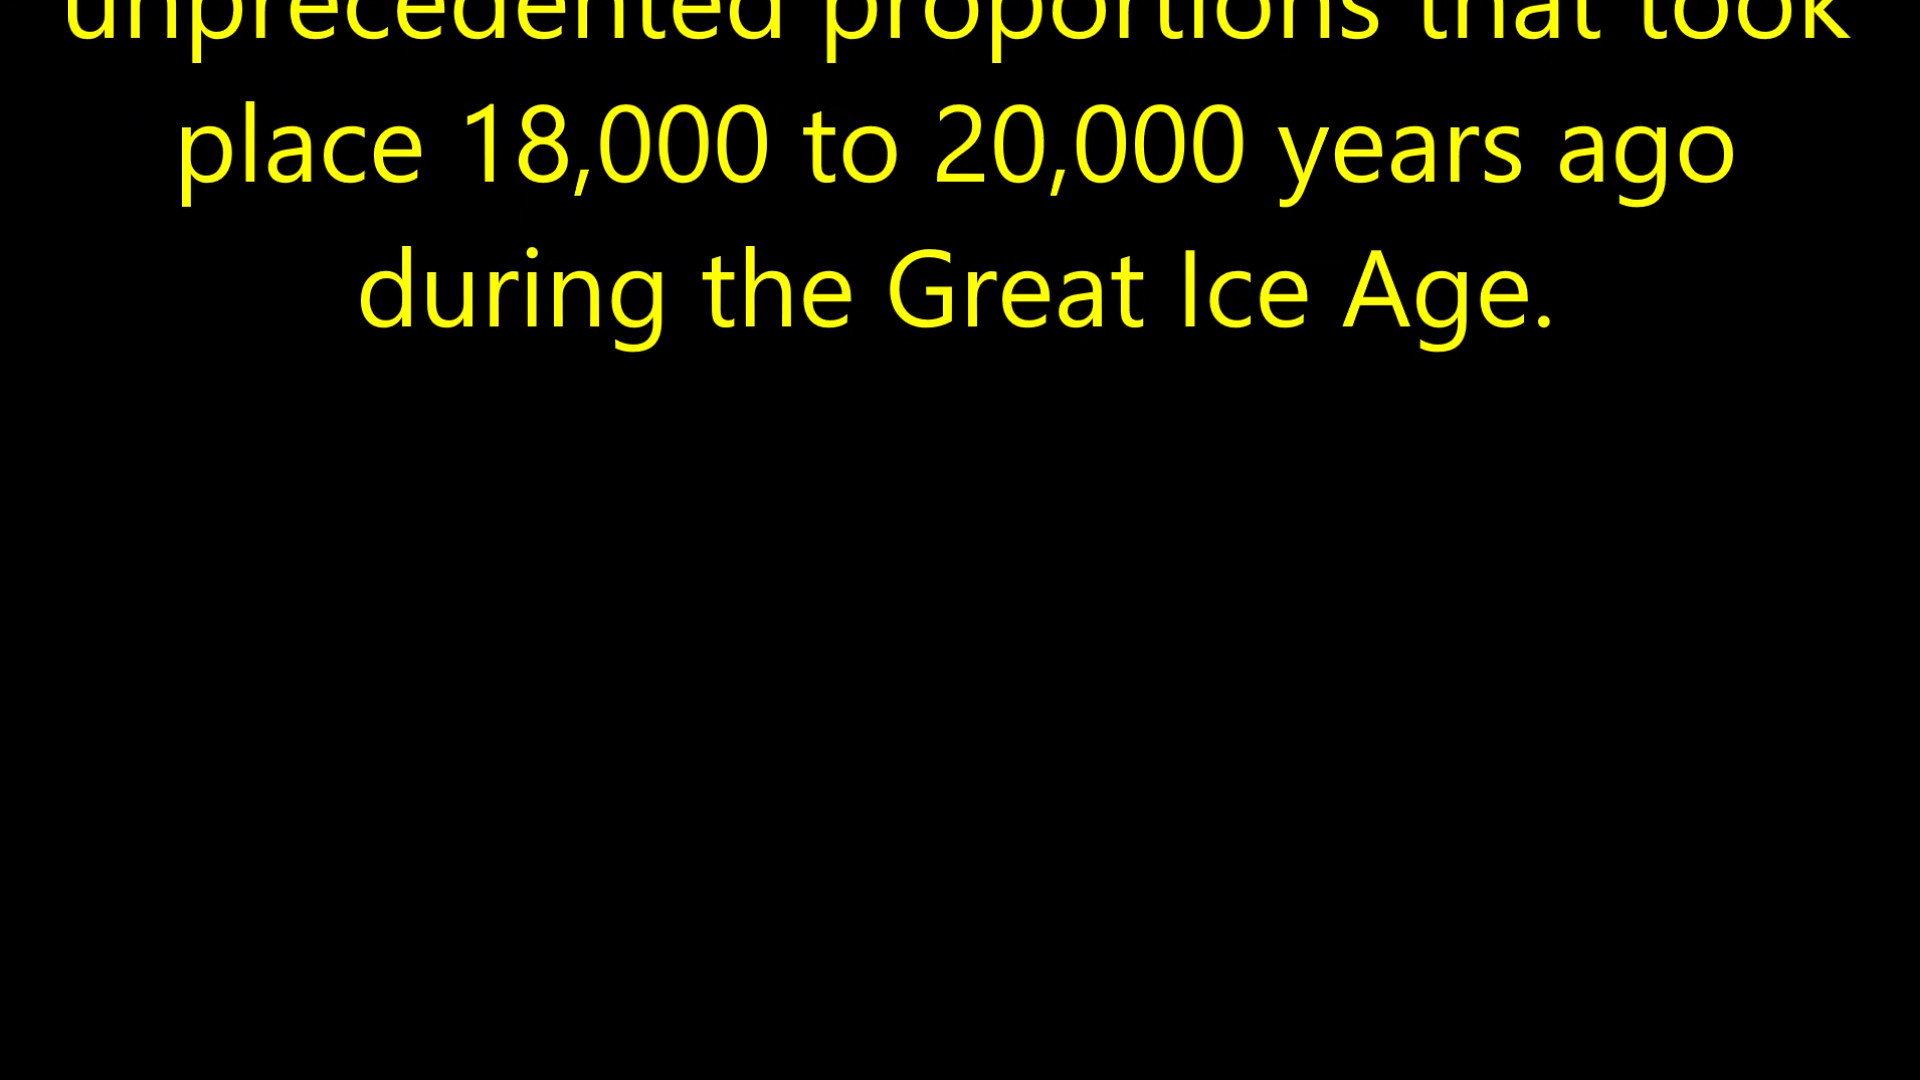 unprecedented proportions that took
place 18,000 to 20,000 years ago
during the Great Ice Age.